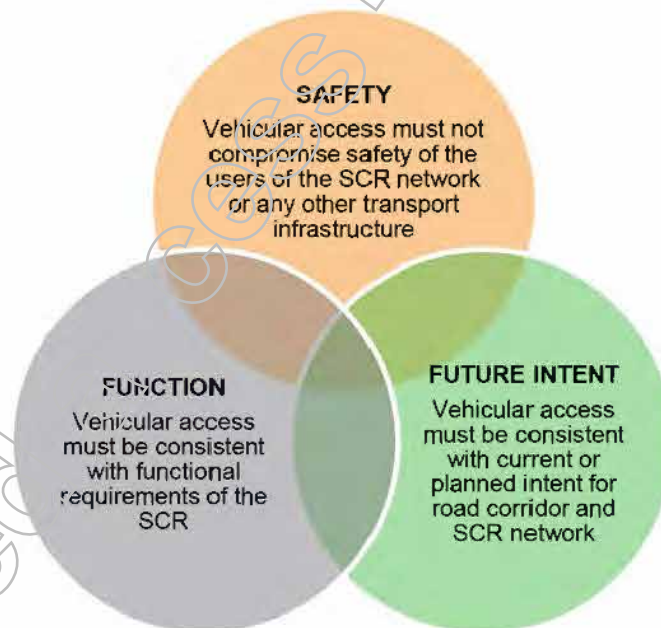 SAFETY
Vehicular access must not
compromise safety of the
users of the SCR network
or any other transport
infrastructure
FUNCTION
Vehicular access
must be consistent
with functional
requirements of the
SCR
FUTURE INTENT
Vehicular access
must be consistent
with current or
planned intent for
road corridor and
SCR network